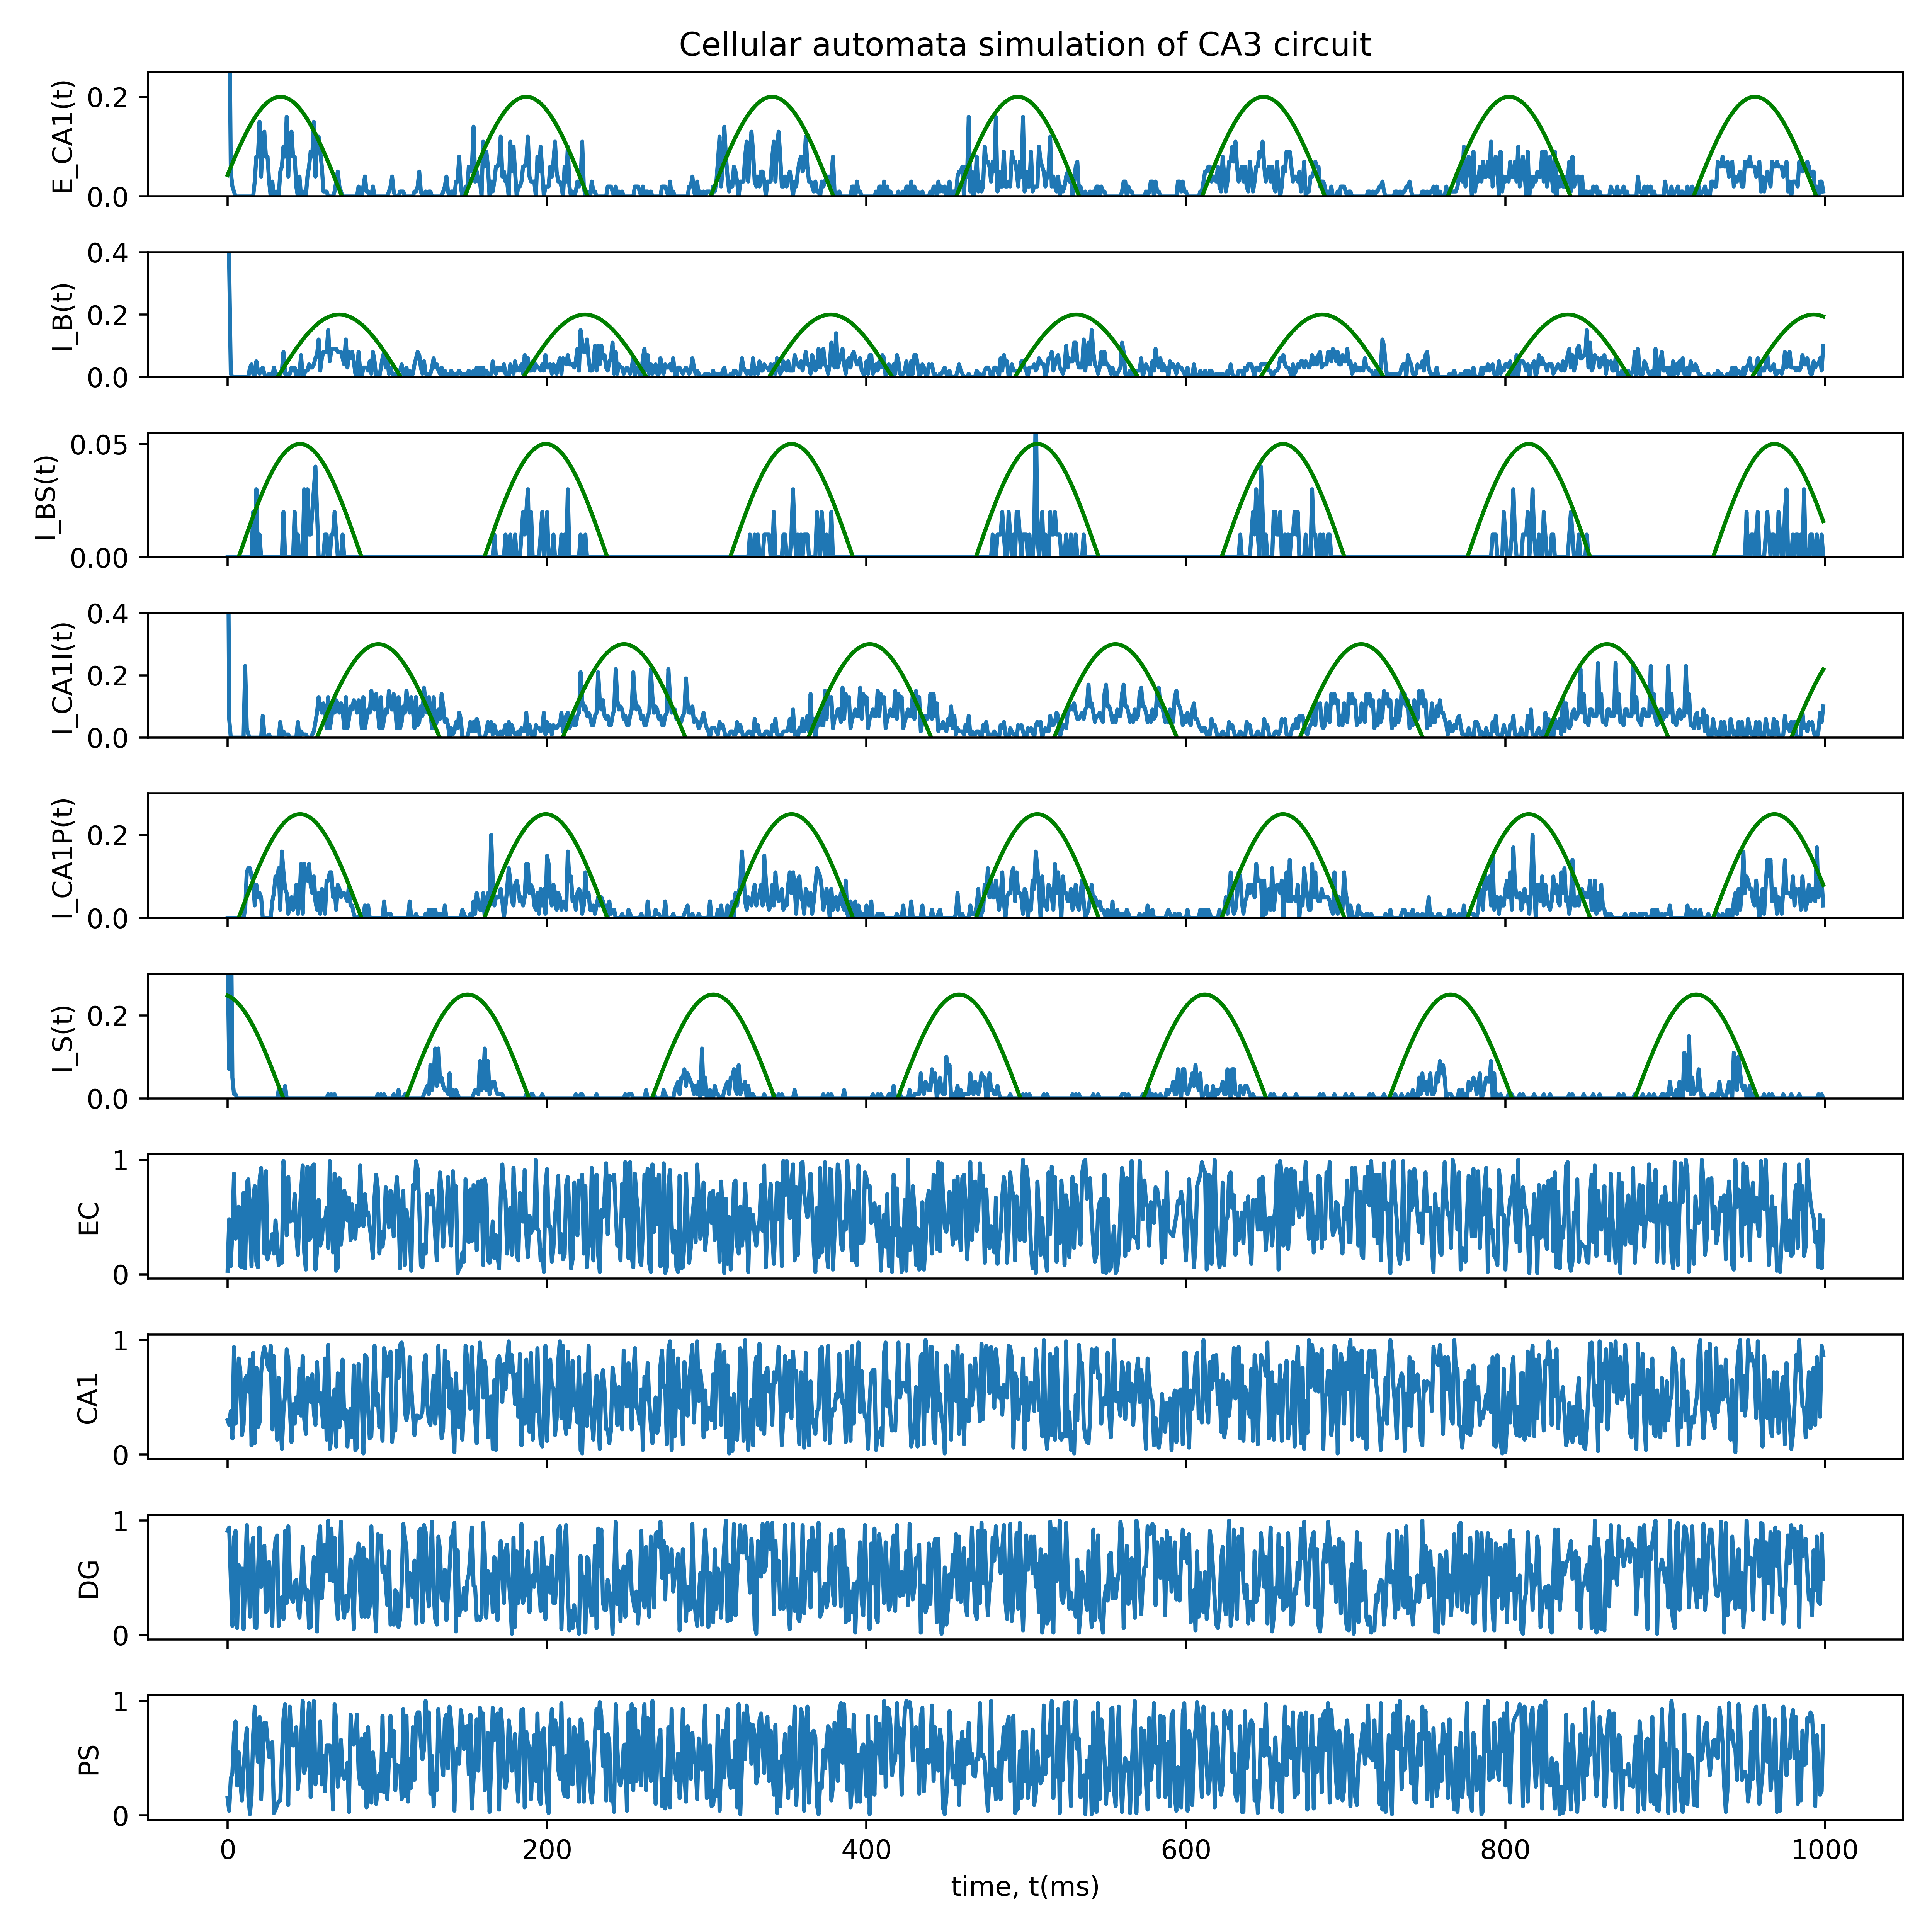 Cellular automata simulation of CA3 circuit
E_CA1(t)
0.2
0.0
I_B(t)
0.4
0.2
0.0
I_BS(t)
0.05
0.00
I_CA1I(t)
0.4
0.2
0.0
I_CA1P(t)
0.2
0.0
I_S(t)
0.2
0.0
EC
1
0
CA1
1
0
DG
1
0
PS
1
0
0 200 400 600 800 1000
time, t(ms)